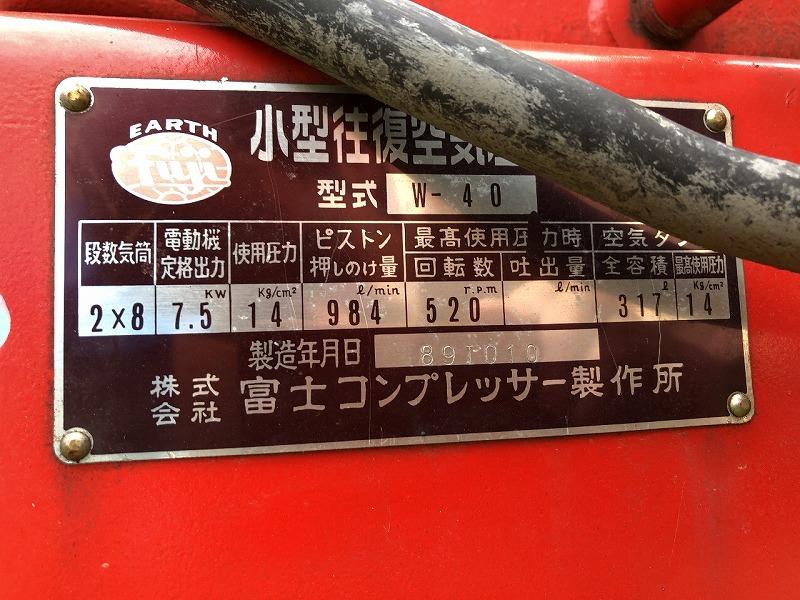 EARTH
fuji
小型往復空気
型式 W-40
段数気筒 電動機定格出力 使用圧力 ピストン押しのけ量 最高使用圧力時 空気タン
回転数 吐出量 全容積 最高使用圧力
KW Kg/cm² ℓ/min r.p.m ℓ/min ℓ Kg/cm²
2×8 7.5 14 984 520 317 14
製造年月日
株式会社 富士コンプレッサー製作所